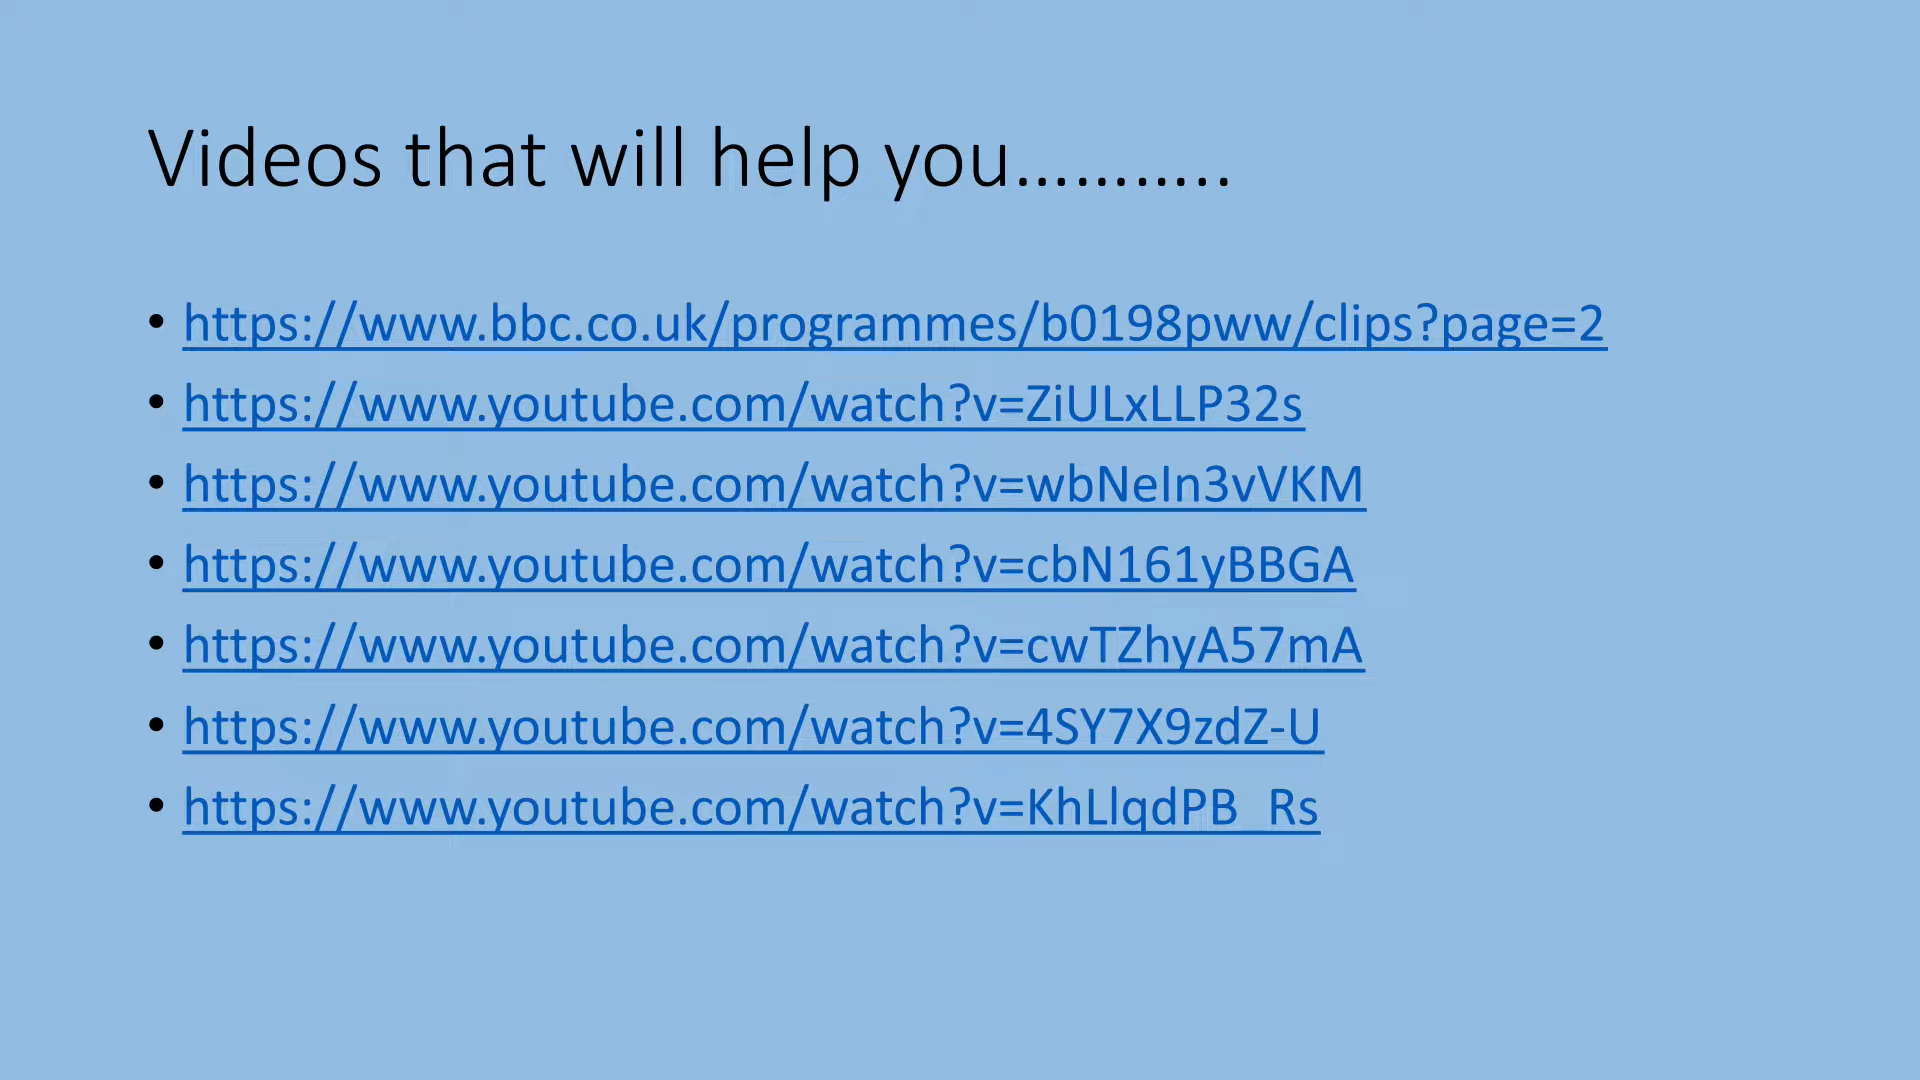 Videos that will help you………..
• https://www.bbc.co.uk/programmes/b0198pww/clips?page=2
• https://www.youtube.com/watch?v=ZiULxLLP32s
• https://www.youtube.com/watch?v=wbNeIn3vVKM
• https://www.youtube.com/watch?v=cbN161yBBGA
• https://www.youtube.com/watch?v=cwTZhyA57mA
• https://www.youtube.com/watch?v=4SY7X9zdZ-U
• https://www.youtube.com/watch?v=KhLlqdPB_Rs